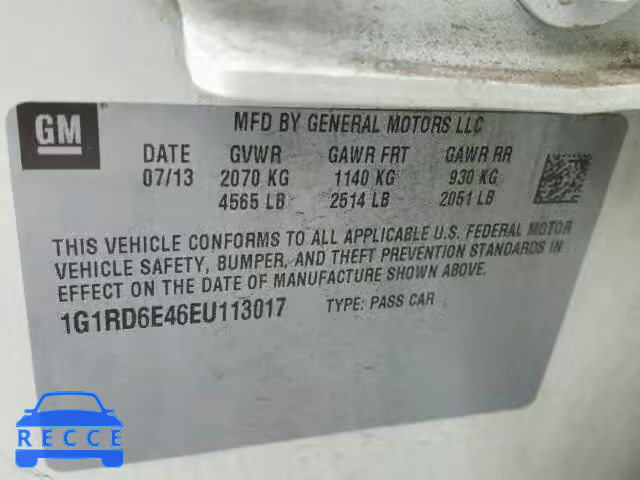 GM
MFD BY GENERAL MOTORS LLC
DATE GVWR GAWR FRT GAWR RR
07/13 2070 KG 1140 KG 930 KG
4565 LB 2514 LB 2051 LB
THIS VEHICLE CONFORMS TO ALL APPLICABLE U.S. FEDERAL MOTOR
VEHICLE SAFETY, BUMPER, AND THEFT PREVENTION STANDARDS IN
EFFECT ON THE DATE OF MANUFACTURE SHOWN ABOVE.
1G1RD6E46EU113017 TYPE: PASS CAR
RECCE